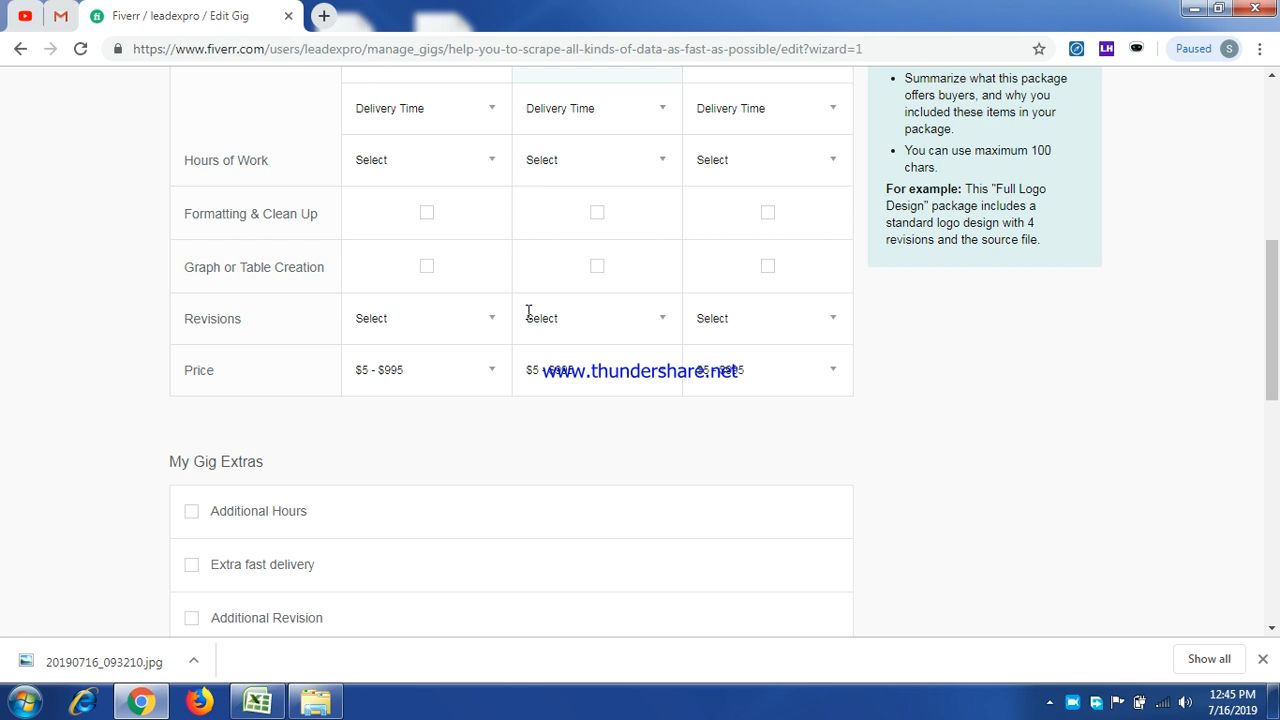 Fiverr / leadexpro / Edit Gig
https://www.fiverr.com/users/leadexpro/manage_gigs/help-you-to-scrape-all-kinds-of-data-as-fast-as-possible/edit?wizard=1
LH
Paused S
Delivery Time Delivery Time Delivery Time
Hours of Work Select Select Select
Formatting & Clean Up
Graph or Table Creation
Revisions Select Select Select
Price $5 - $995 $5 - $995 $5 - $995
www.thundershare.net
• Summarize what this package
offers buyers, and why you
included these items in your
package.
• You can use maximum 100
chars.
For example: This "Full Logo
Design" package includes a
standard logo design with 4
revisions and the source file.
My Gig Extras
Additional Hours
Extra fast delivery
Additional Revision
20190716_093210.jpg
Show all
12:45 PM
7/16/2019